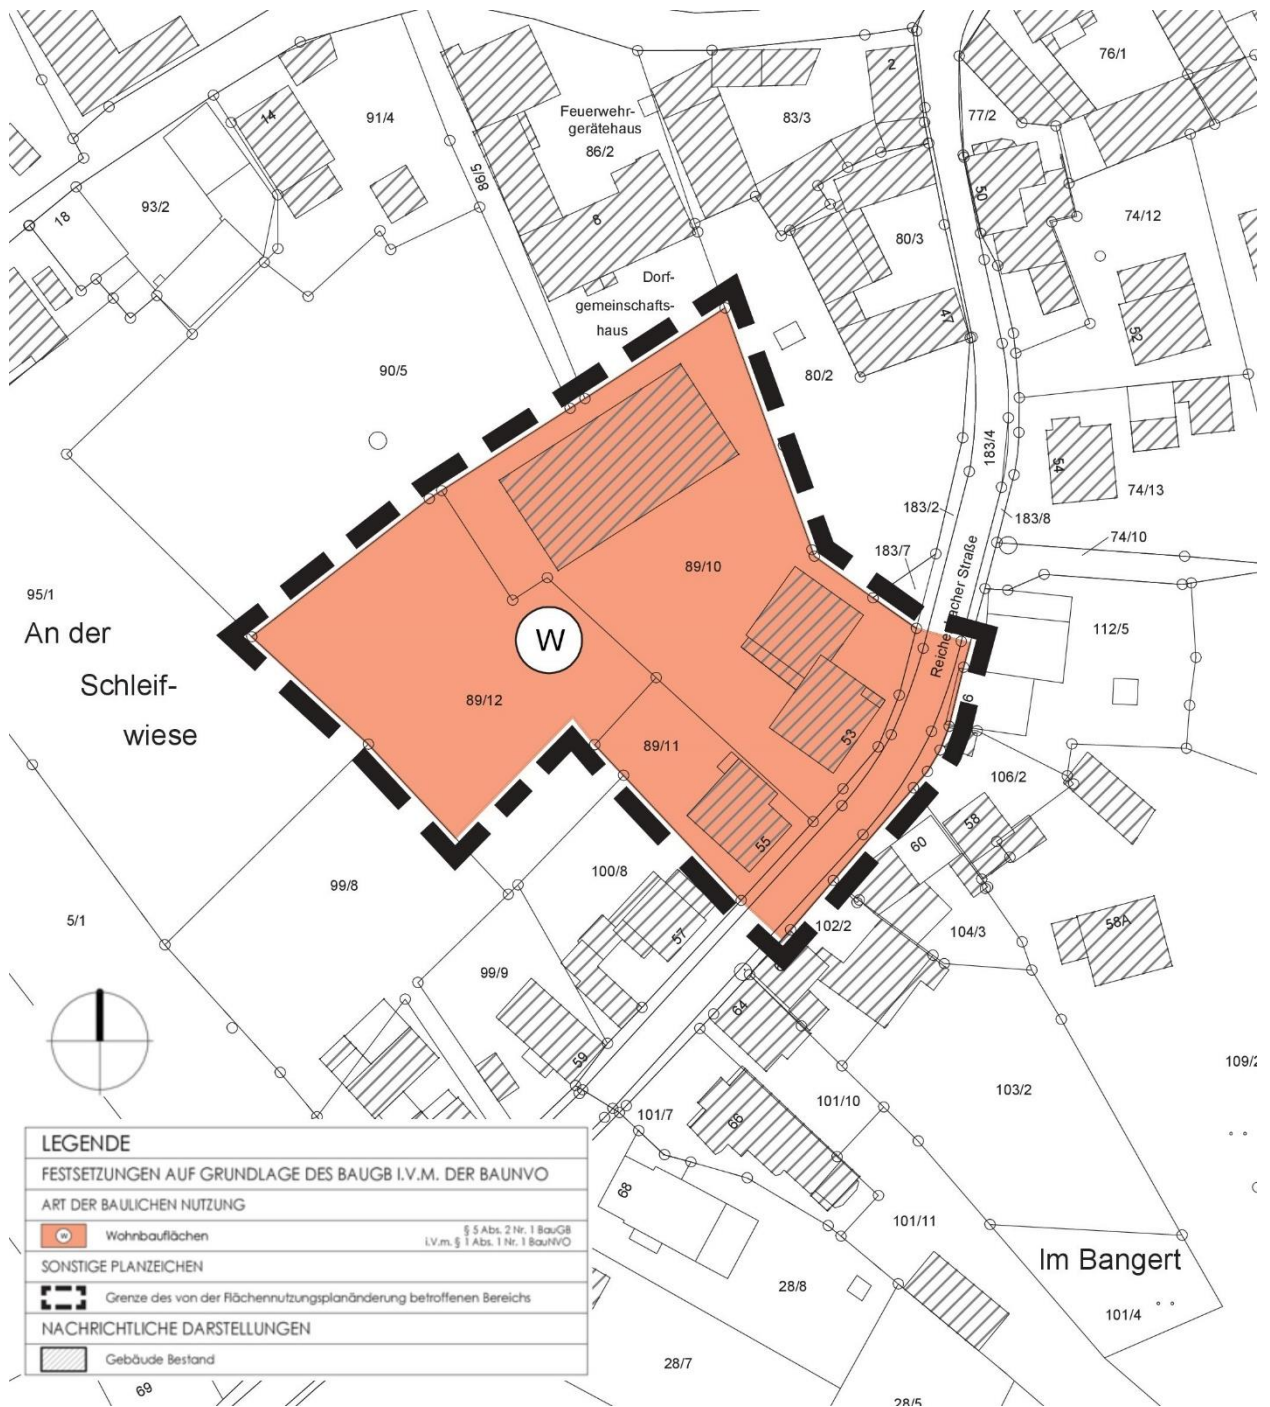 76/1
2
14
91/4
Feuerwehr-
gerätehaus
86/2
83/3
77/2
86/5
50
18
93/2
8
80/3
74/12
Dorf-
gemeinschafts-
haus
47
52
90/5
80/2
183/4
54
74/13
183/2
183/8
74/10
183/7
89/10
Reichenbacher Straße
95/1
An der
Schleif-
wiese
W
112/5
89/12
6
89/11
53
106/2
58
55
60
99/8
100/8
5/1
57
102/2
104/3
58A
99/9
64
59
103/2
109/2
101/7
66
101/10
68
101/11
Im Bangert
28/8
101/4
28/7
28/5
69
LEGENDE
FESTSETZUNGEN AUF GRUNDLAGE DES BAUGB I.V.M. DER BAUNVO
ART DER BAULICHEN NUTZUNG
W Wohnbauflächen § 5 Abs. 2 Nr. 1 BauGB
i.V.m. § 1 Abs. 1 Nr. 1 BauNVO
SONSTIGE PLANZEICHEN
Grenze des von der Flächennutzungsplanänderung betroffenen Bereichs
NACHRICHTLICHE DARSTELLUNGEN
Gebäude Bestand